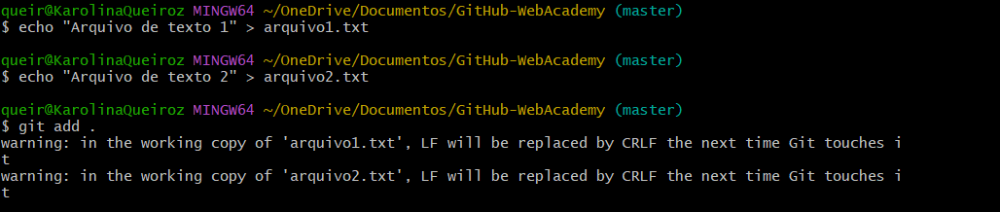 queir@KarolinaQueiroz MINGW64 ~/OneDrive/Documentos/GitHub-WebAcademy (master)
$ echo "Arquivo de texto 1" > arquivo1.txt
queir@KarolinaQueiroz MINGW64 ~/OneDrive/Documentos/GitHub-WebAcademy (master)
$ echo "Arquivo de texto 2" > arquivo2.txt
queir@KarolinaQueiroz MINGW64 ~/OneDrive/Documentos/GitHub-WebAcademy (master)
$ git add .
warning: in the working copy of 'arquivo1.txt', LF will be replaced by CRLF the next time Git touches i
t
warning: in the working copy of 'arquivo2.txt', LF will be replaced by CRLF the next time Git touches i
t